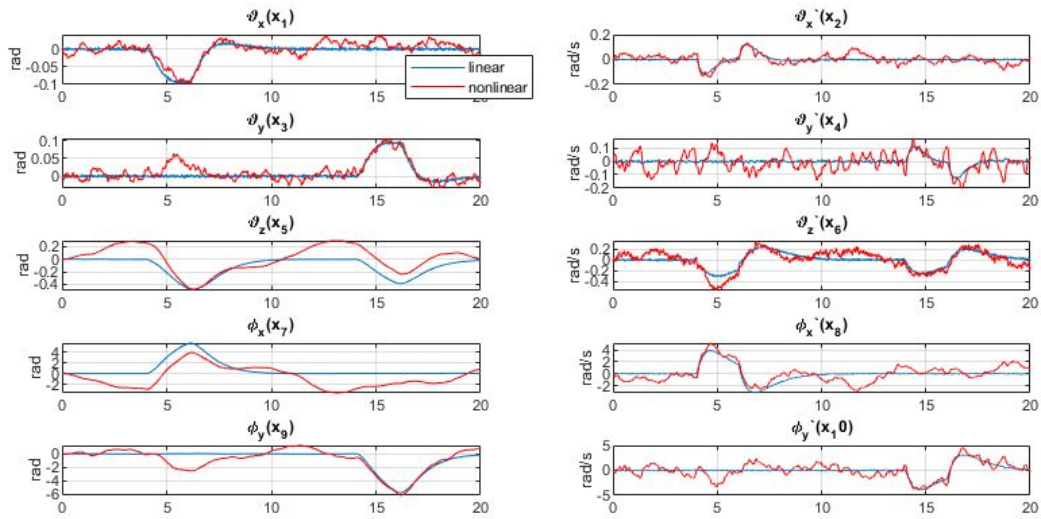 ϑx(x1)
ϑx`(x2)
rad
0
-0.05
-0.1
0 5 10 15 20
linear
nonlinear
rad/s
0.2
0
-0.2
0 5 10 15 20
ϑy(x3)
ϑy`(x4)
rad
0.1
0.05
0
0 5 10 15 20
rad/s
0.1
0
-0.1
-0.2
0 5 10 15 20
ϑz(x5)
ϑz`(x6)
rad
0.2
0
-0.2
-0.4
0 5 10 15 20
rad/s
0.2
0
-0.2
-0.4
0 5 10 15 20
ϕx(x7)
ϕx`(x8)
rad
4
2
0
-2
0 5 10 15 20
rad/s
4
2
0
-2
0 5 10 15 20
ϕy(x9)
ϕy`(x10)
rad
0
-2
-4
-6
0 5 10 15 20
rad/s
5
0
-5
0 5 10 15 20